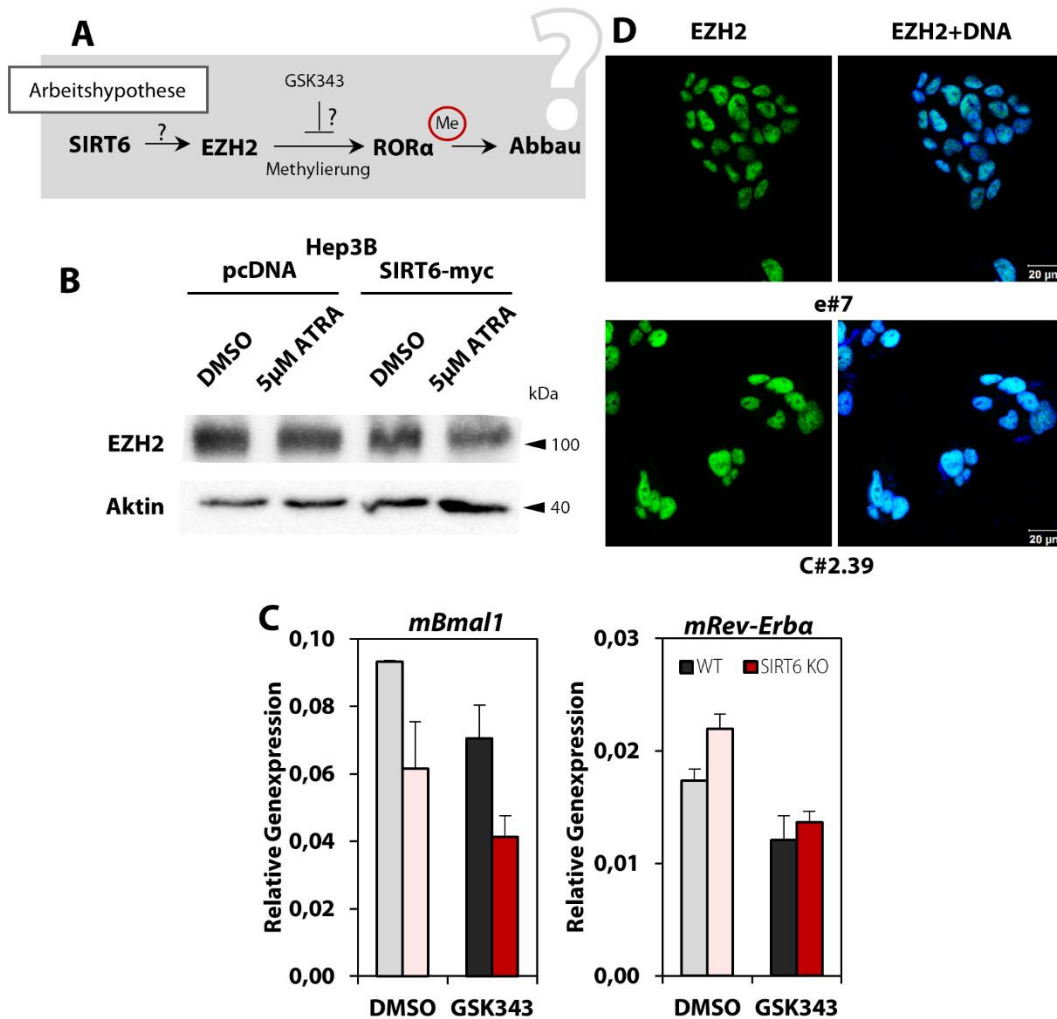 A
?
Arbeitshypothese
GSK343
?
?
Me
SIRT6
EZH2
RORα
Abbau
Methylierung
B
Hep3B
pcDNA
SIRT6-myc
DMSO
5µM ATRA
DMSO
5µM ATRA
kDa
EZH2
100
Aktin
40
D
EZH2
EZH2+DNA
20 µm
e#7
20 µm
C#2.39
C
mBmal1
Relative Genexpression
0,10
0,08
0,06
0,04
0,02
0,00
DMSO
GSK343
mRev-Erbα
WT
SIRT6 KO
Relative Genexpression
0,03
0,02
0,01
0,00
DMSO
GSK343